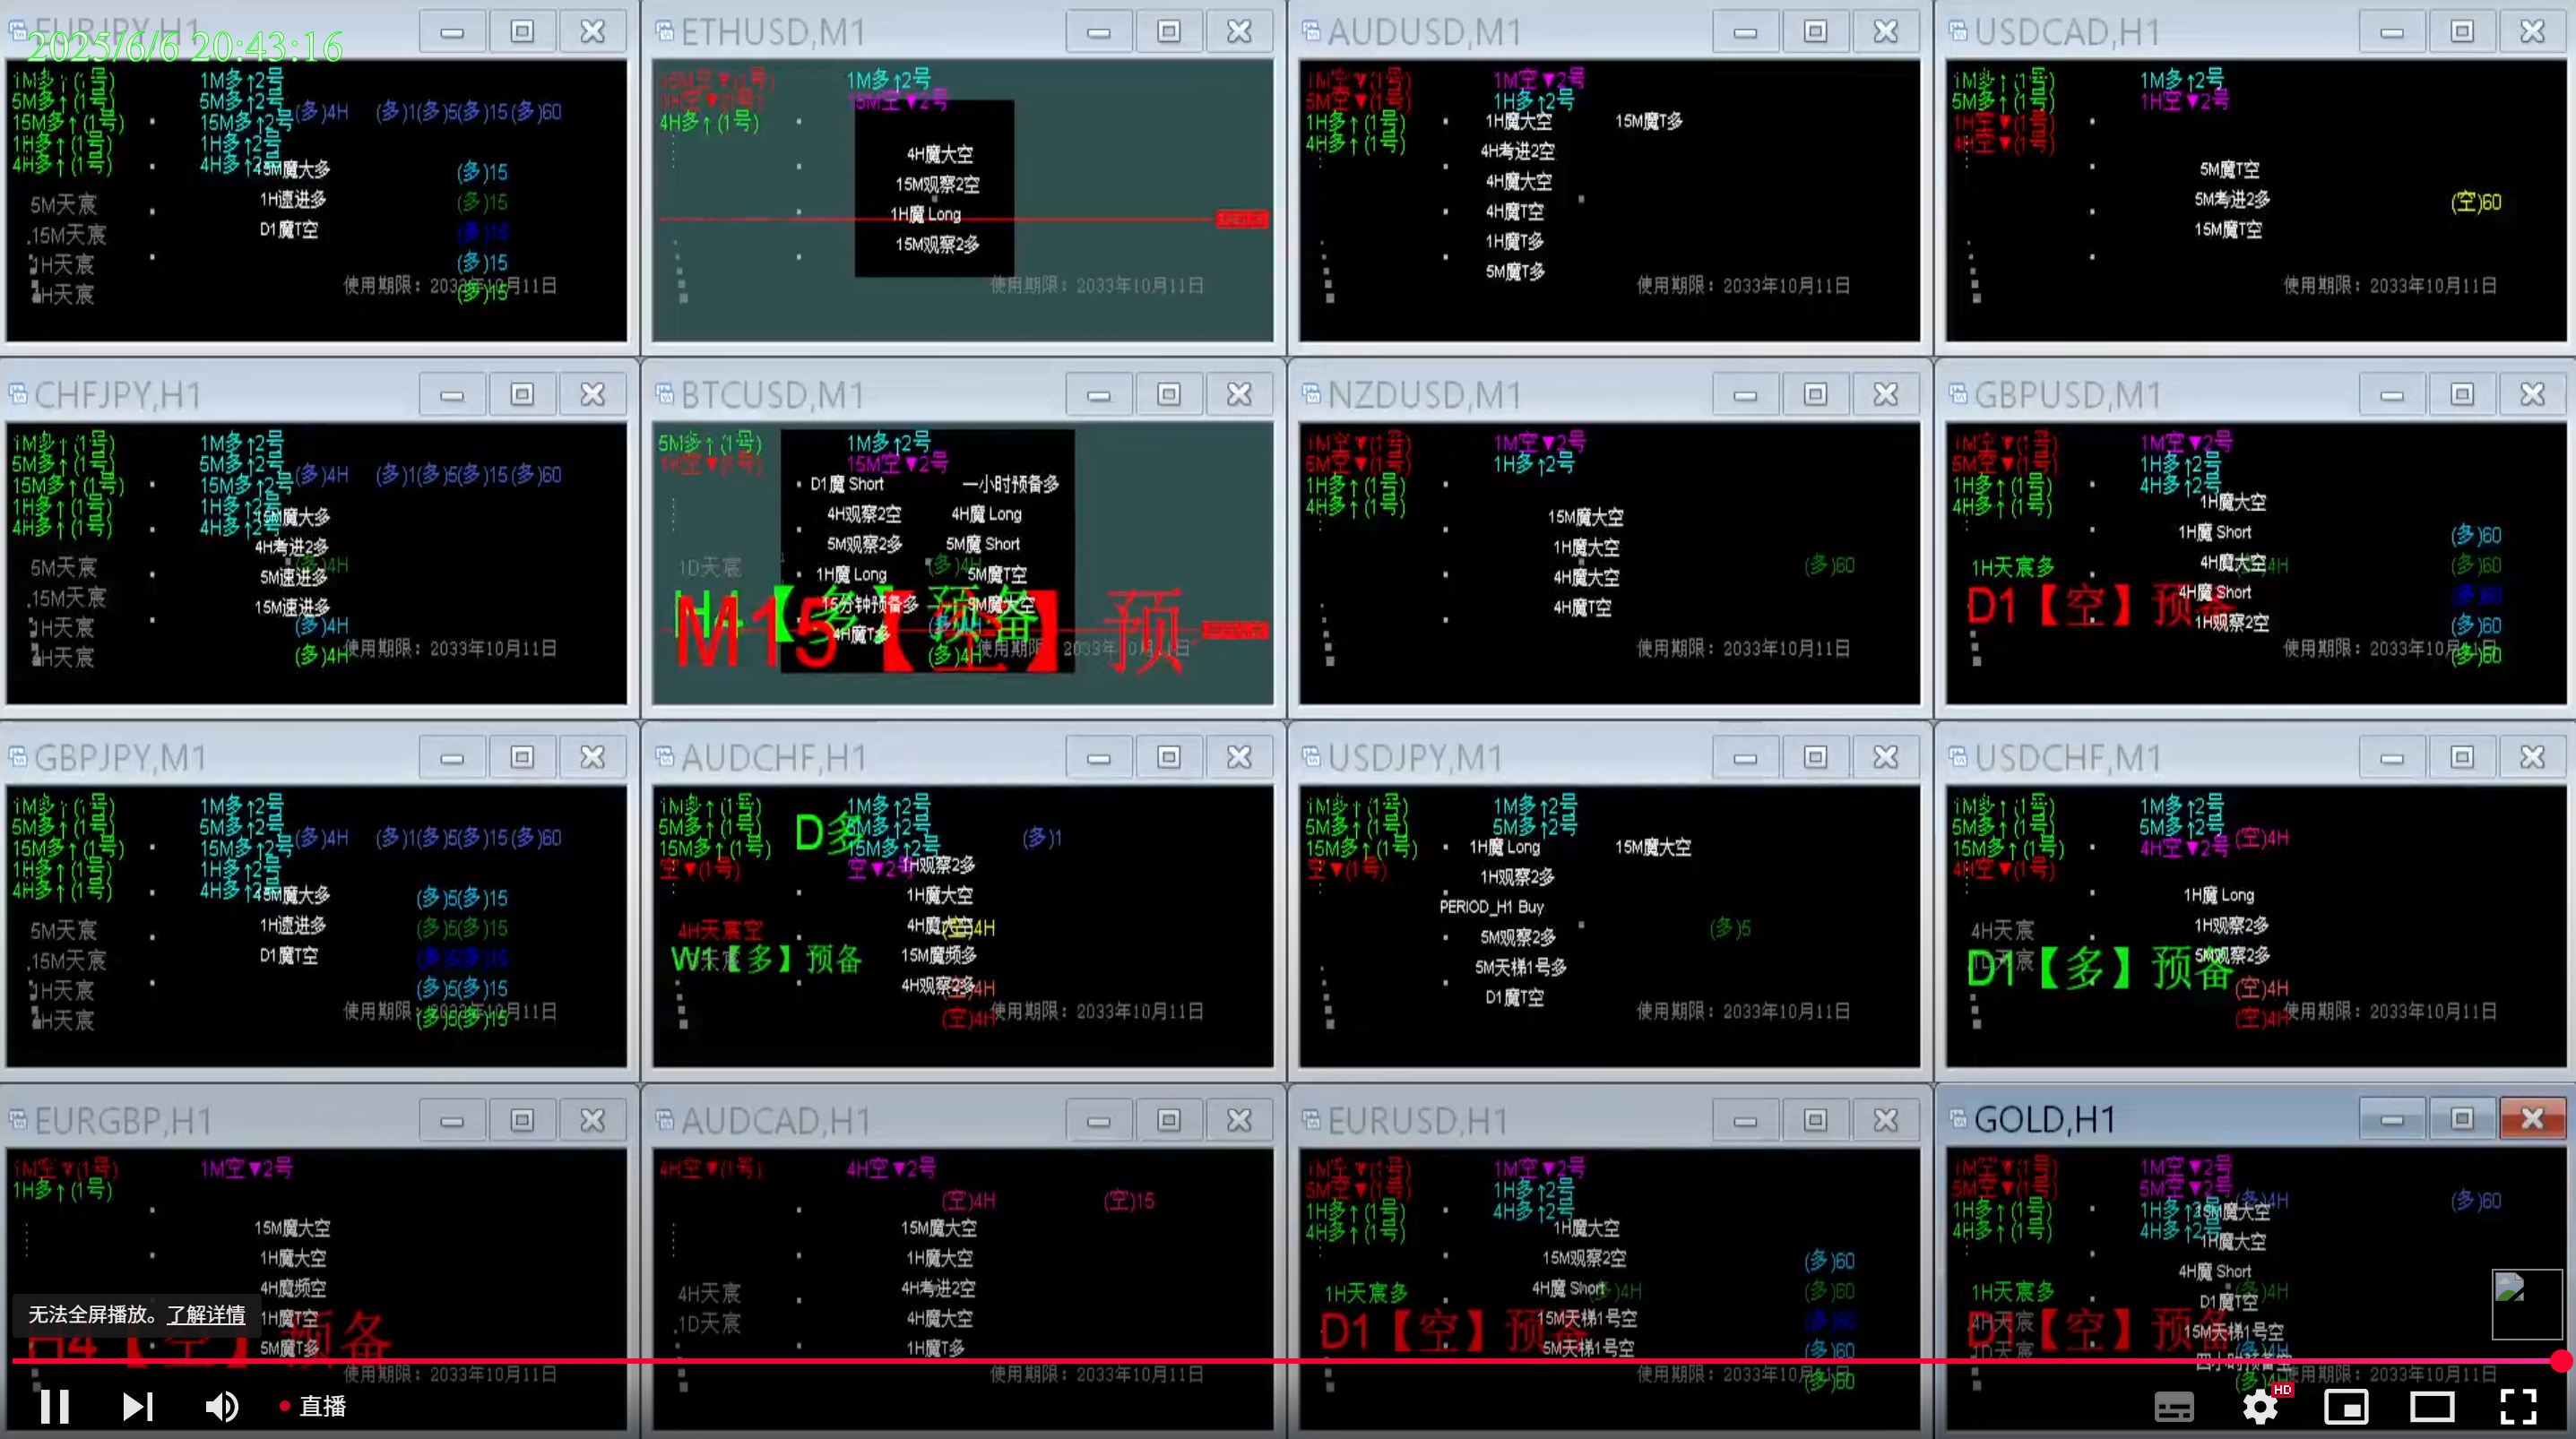 EURJPY,H1
2025/6/6 20:43:16
1M多↑(1号) 1M多↑2号
5M多↑(1号) 5M多↑2号 (多)4H (多)1(多)5(多)15(多)60
15M多↑(1号) 15M多↑2号
1H多↑(1号) 1H多↑2号
4H多↑(1号) 4H多↑2号
15M魔大多 (多)15
5M天宸 1H速进多 (多)15
15M天宸 D1魔T空 (多)15
1H天宸 (多)15
4H天宸 (多)15
使用期限：2033年10月11日
ETHUSD,M1
15M空▼(1号) 1M多↑2号
1H空▼(1号) 15M空▼2号
4H多↑(1号)
4H魔大空
15M观察2空
1H魔 Long
15M观察2多
使用期限：2033年10月11日
AUDUSD,M1
1M空▼(1号) 1M空▼2号
5M空▼(1号) 1H多↑2号
1H多↑(1号) 1H魔大空 15M魔T多
4H多↑(1号) 4H考进2空
4H魔大空
4H魔T空
1H魔T多
5M魔T多
使用期限：2033年10月11日
USDCAD,H1
1M多↑(1号) 1M多↑2号
5M多↑(1号) 1H空▼2号
1H空▼(1号)
4H空▼(1号)
5M魔T空
5M考进2多 (空)60
15M魔T空
使用期限：2033年10月11日
CHFJPY,H1
1M多↑(1号) 1M多↑2号
5M多↑(1号) 5M多↑2号 (多)4H (多)1(多)5(多)15(多)60
15M多↑(1号) 15M多↑2号
1H多↑(1号) 1H多↑2号
4H多↑(1号) 4H多↑2号
15M魔大多
4H考进2多
5M天宸 5M速进多 (多)4H
15M天宸 15M速进多
1H天宸 (多)4H
4H天宸 (多)4H
使用期限：2033年10月11日
BTCUSD,M1
5M多↑(1号) 1M多↑2号
1H空▼(1号) 15M空▼2号
D1魔 Short 一小时预备多
4H观察2空 4H魔 Long
5M观察2多 5M魔 Short
1D天宸 (多)4H
1H魔 Long 5M魔T空
15分钟预备多 5M魔大空
4H魔T多
H4【多】预备
M15【空】预
(多)4H
使用期限：2033年10月11日
NZDUSD,M1
1M空▼(1号) 1M空▼2号
5M空▼(1号) 1H多↑2号
1H多↑(1号)
4H多↑(1号)
15M魔大空
1H魔大空
4H魔大空 (多)60
4H魔T空
使用期限：2033年10月11日
GBPUSD,M1
1M空▼(1号) 1M空▼2号
5M空▼(1号) 1H多↑2号
1H多↑(1号) 4H多↑2号
4H多↑(1号) 1H魔大空
1H魔 Short (多)60
1H天宸多 4H魔大空 (多)4H (多)60
D1【空】预备 4H魔 Short (多)60
1H观察2空 (多)60
(多)60
使用期限：2033年10月11日
GBPJPY,M1
1M多↑(1号) 1M多↑2号
5M多↑(1号) 5M多↑2号 (多)4H (多)1(多)5(多)15(多)60
15M多↑(1号) 15M多↑2号
1H多↑(1号) 1H多↑2号
4H多↑(1号) 4H多↑2号
15M魔大多 (多)5(多)15
5M天宸 1H速进多 (多)5(多)15
15M天宸 D1魔T空 (多)5(多)15
1H天宸 (多)5(多)15
4H天宸 (多)5(多)15
使用期限：2033年10月11日
AUDCHF,H1
1M多↑(1号) 1M多↑2号
5M多↑(1号) D多 5M多↑2号 (多)1
15M多↑(1号) 15M多↑2号
空▼(1号) 空▼2号
1H观察2多
1H魔大空
4H天宸空 4H魔大空 (空)4H
W1【多】预备 15M魔频多
4H观察2多 (空)4H
(空)4H
使用期限：2033年10月11日
USDJPY,M1
1M多↑(1号) 1M多↑2号
5M多↑(1号) 5M多↑2号
15M多↑(1号) 1H魔 Long 15M魔大空
空▼(1号) 1H观察2多
PERIOD_H1 Buy
5M观察2多 (多)5
5M天梯1号多
D1魔T空
使用期限：2033年10月11日
USDCHF,M1
1M多↑(1号) 1M多↑2号
5M多↑(1号) 5M多↑2号 (空)4H
15M多↑(1号) 4H空▼2号
4H空▼(1号)
1H魔 Long
4H天宸 1H观察2多
1D天宸 5M观察2多
D1【多】预备
(空)4H
(空)4H
使用期限：2033年10月11日
EURGBP,H1
1M空▼(1号) 1M空▼2号
1H多↑(1号)
15M魔大空
1H魔大空
4H魔频空
1H魔T空
5M魔T多
H4【空】预备
使用期限：2033年10月11日
AUDCAD,H1
4H空▼(1号) 4H空▼2号
(空)4H (空)15
15M魔大空
1H魔大空
4H天宸 4H考进2空
1D天宸 4H魔大空
1H魔T多
使用期限：2033年10月11日
EURUSD,H1
1M空▼(1号) 1M空▼2号
5M空▼(1号) 1H多↑2号
1H多↑(1号) 4H多↑2号
4H多↑(1号) 1H魔大空
15M观察2空 (多)60
1H天宸多 4H魔 Short (多)4H (多)60
D1【空】预备 15M天梯1号空 (多)60
5M天梯1号空 (多)60
(多)60
使用期限：2033年10月11日
GOLD,H1
1M空▼(1号) 1M空▼2号
5M空▼(1号) 5M空▼2号 (多)4H (多)60
1H多↑(1号) 1H多↑2号 15M魔大空
4H多↑(1号) 4H多↑2号 1H魔大空
4H魔 Short
1H天宸多 D1魔T空 (多)4H
4H天宸 15M天梯1号空
D1【空】预备
1D天宸 四小时预备空 (多)4H
(多)4H
使用期限：2033年10月11日
无法全屏播放。了解详情
直播
HD